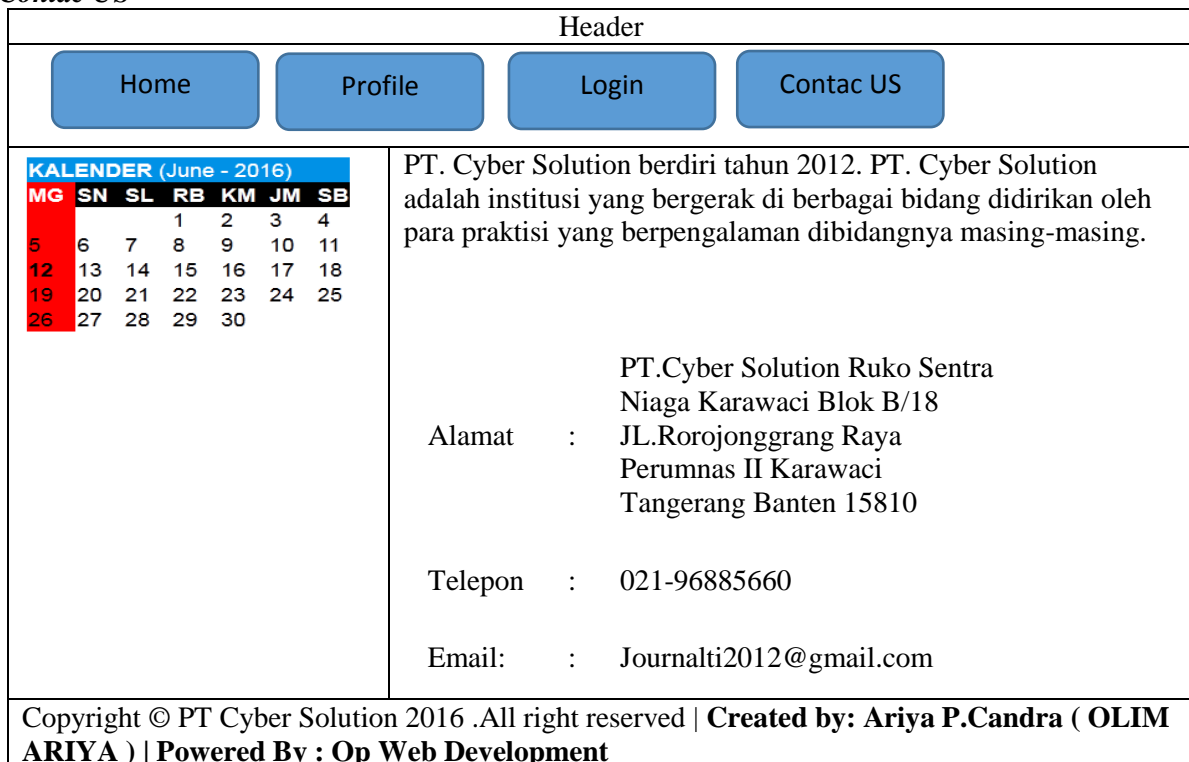 Contac US
Header
Home Profile Login Contac US
KALENDER (June - 2016)
MG SN SL RB KM JM SB
1 2 3 4
5 6 7 8 9 10 11
12 13 14 15 16 17 18
19 20 21 22 23 24 25
26 27 28 29 30
PT. Cyber Solution berdiri tahun 2012. PT. Cyber Solution
adalah institusi yang bergerak di berbagai bidang didirikan oleh
para praktisi yang berpengalaman dibidangnya masing-masing.
PT.Cyber Solution Ruko Sentra
Niaga Karawaci Blok B/18
Alamat : JL.Rorojonggrang Raya
Perumnas II Karawaci
Tangerang Banten 15810
Telepon : 021-96885660
Email: : Journalti2012@gmail.com
Copyright © PT Cyber Solution 2016 .All right reserved | Created by: Ariya P.Candra ( OLIM
ARIYA ) | Powered By : Op Web Development